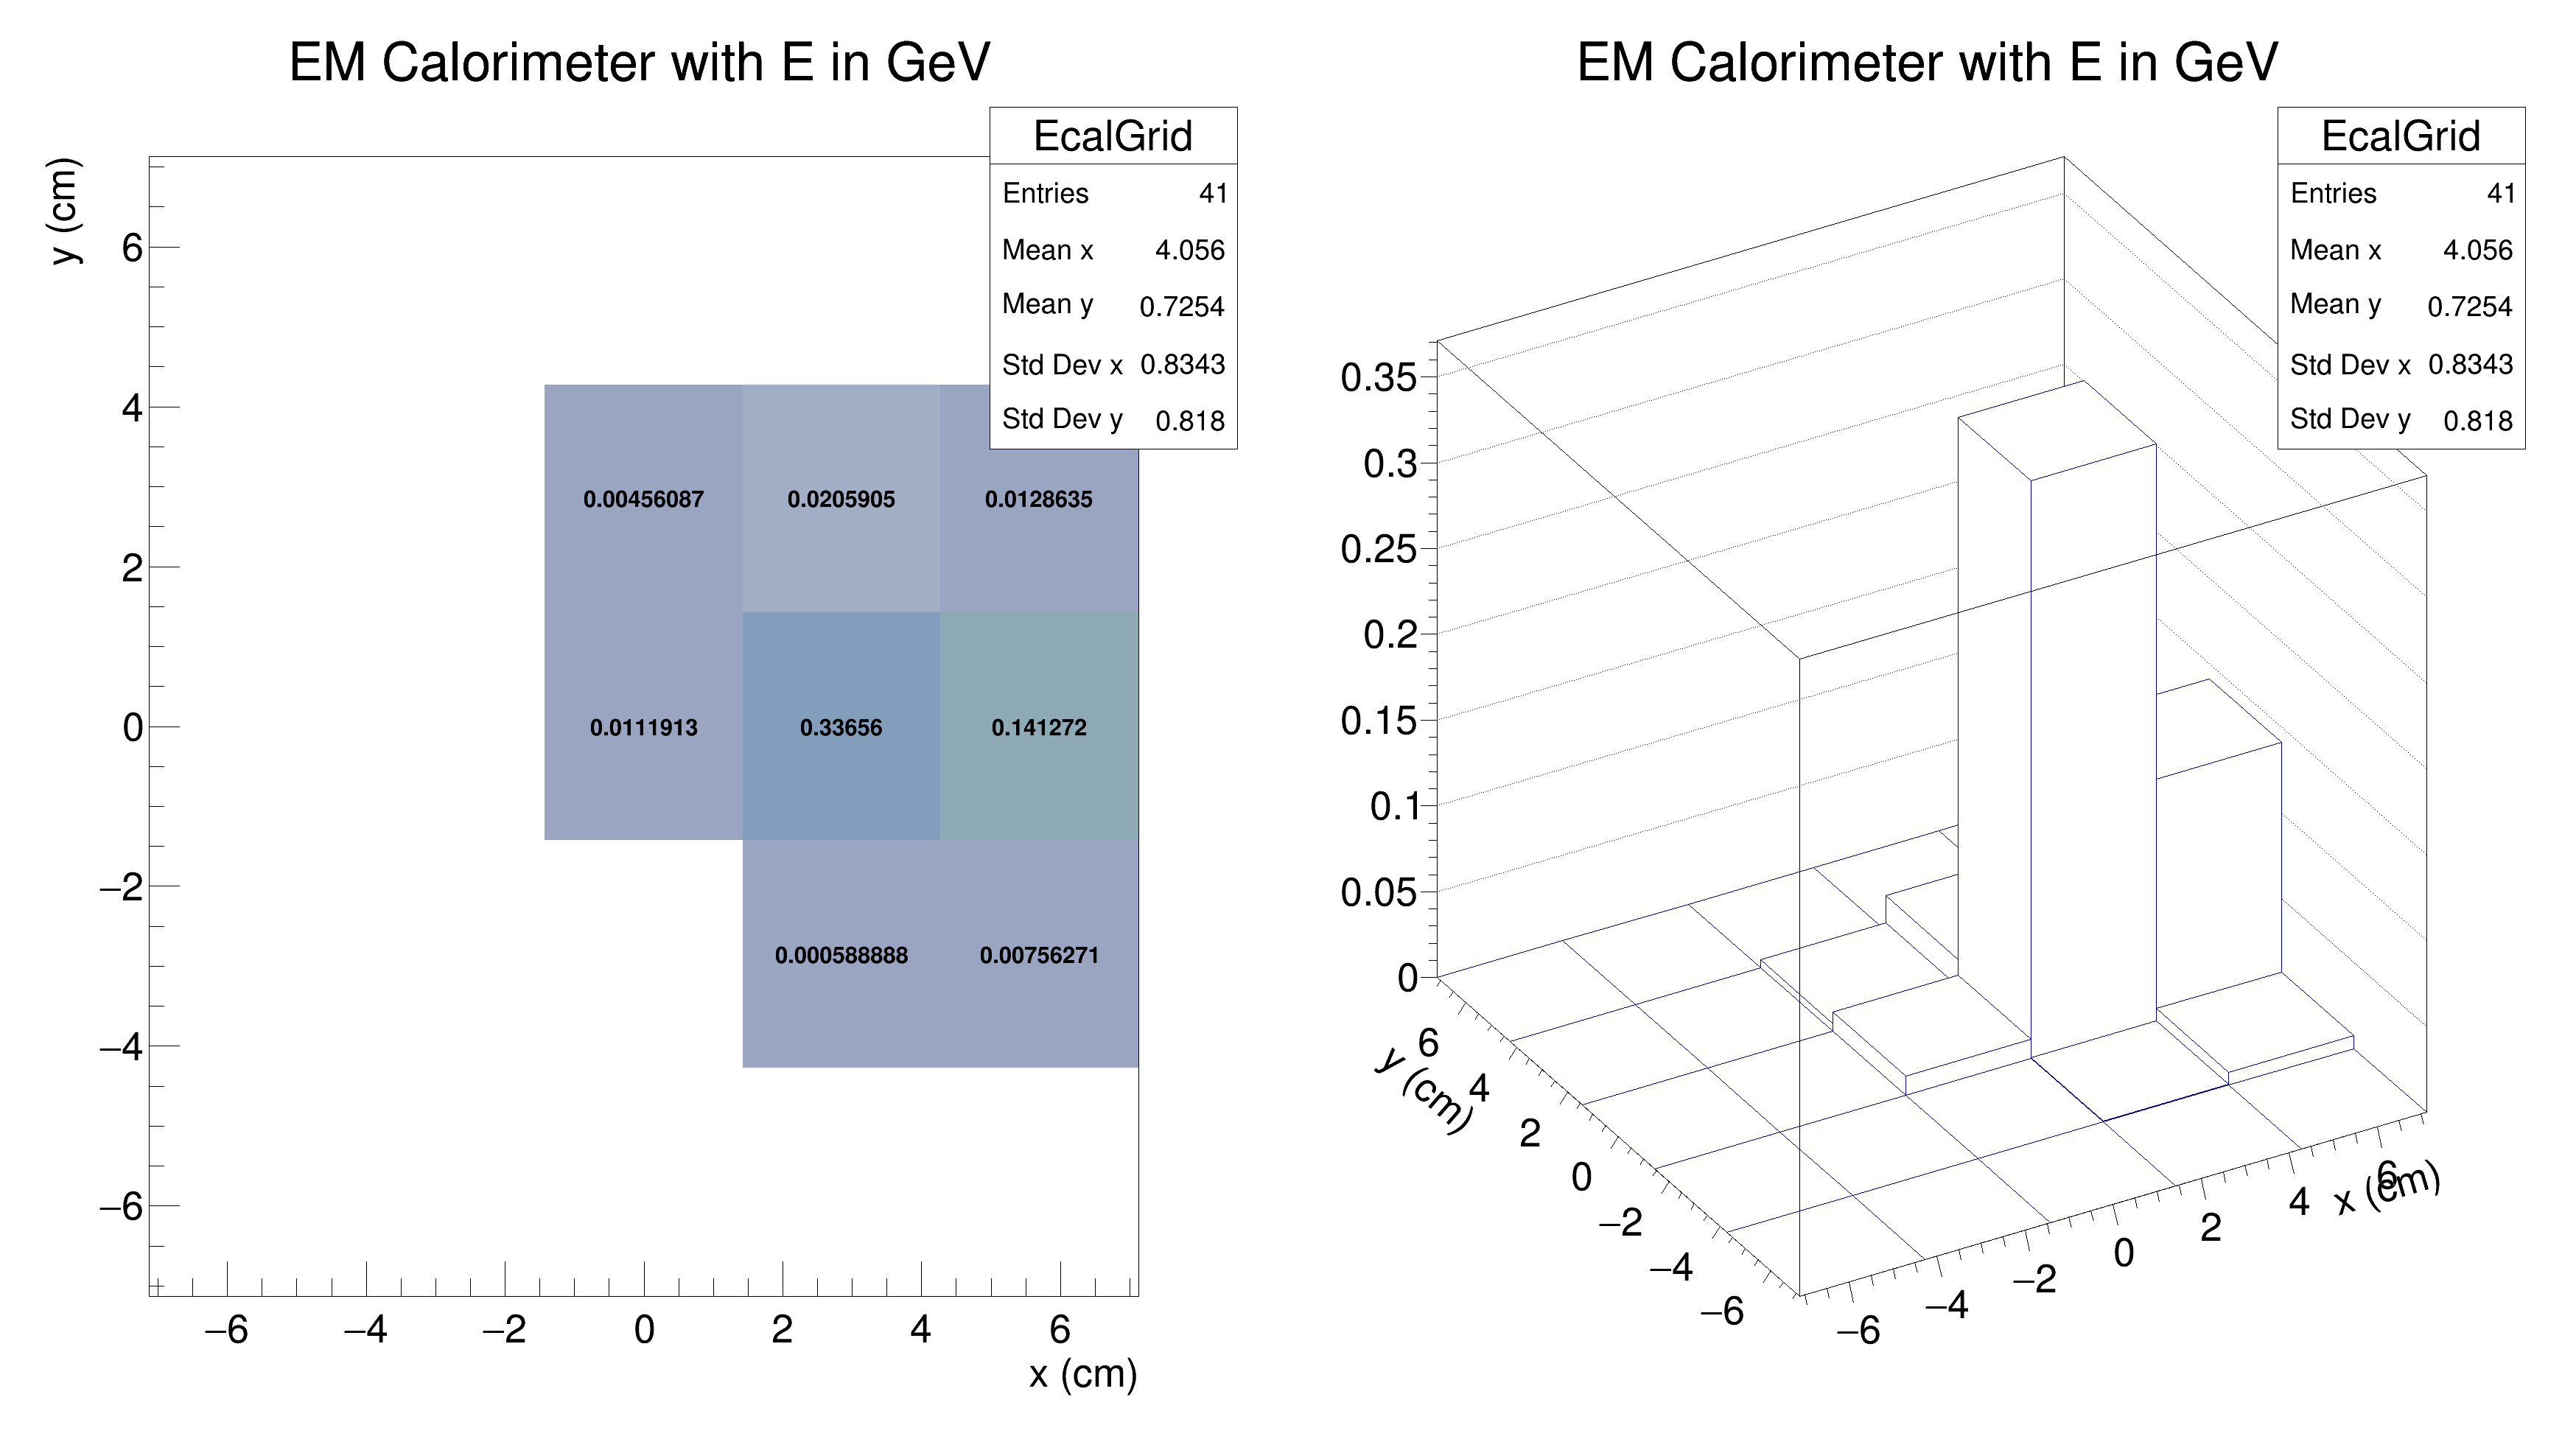 EM Calorimeter with E in GeV
EcalGrid
Entries 41
Mean x 4.056
Mean y 0.7254
Std Dev x 0.8343
Std Dev y 0.818
y (cm)
6
4
2
0
−2
−4
−6
0.00456087 0.0205905 0.0128635
0.0111913 0.33656 0.141272
0.000588888 0.00756271
−6 −4 −2 0 2 4 6
x (cm)
EM Calorimeter with E in GeV
EcalGrid
Entries 41
Mean x 4.056
Mean y 0.7254
Std Dev x 0.8343
Std Dev y 0.818
0.35
0.3
0.25
0.2
0.15
0.1
0.05
0
y (cm)
6
4
2
0
−2
−4
−6
−6 −4 −2 0 2 4 6
x (cm)